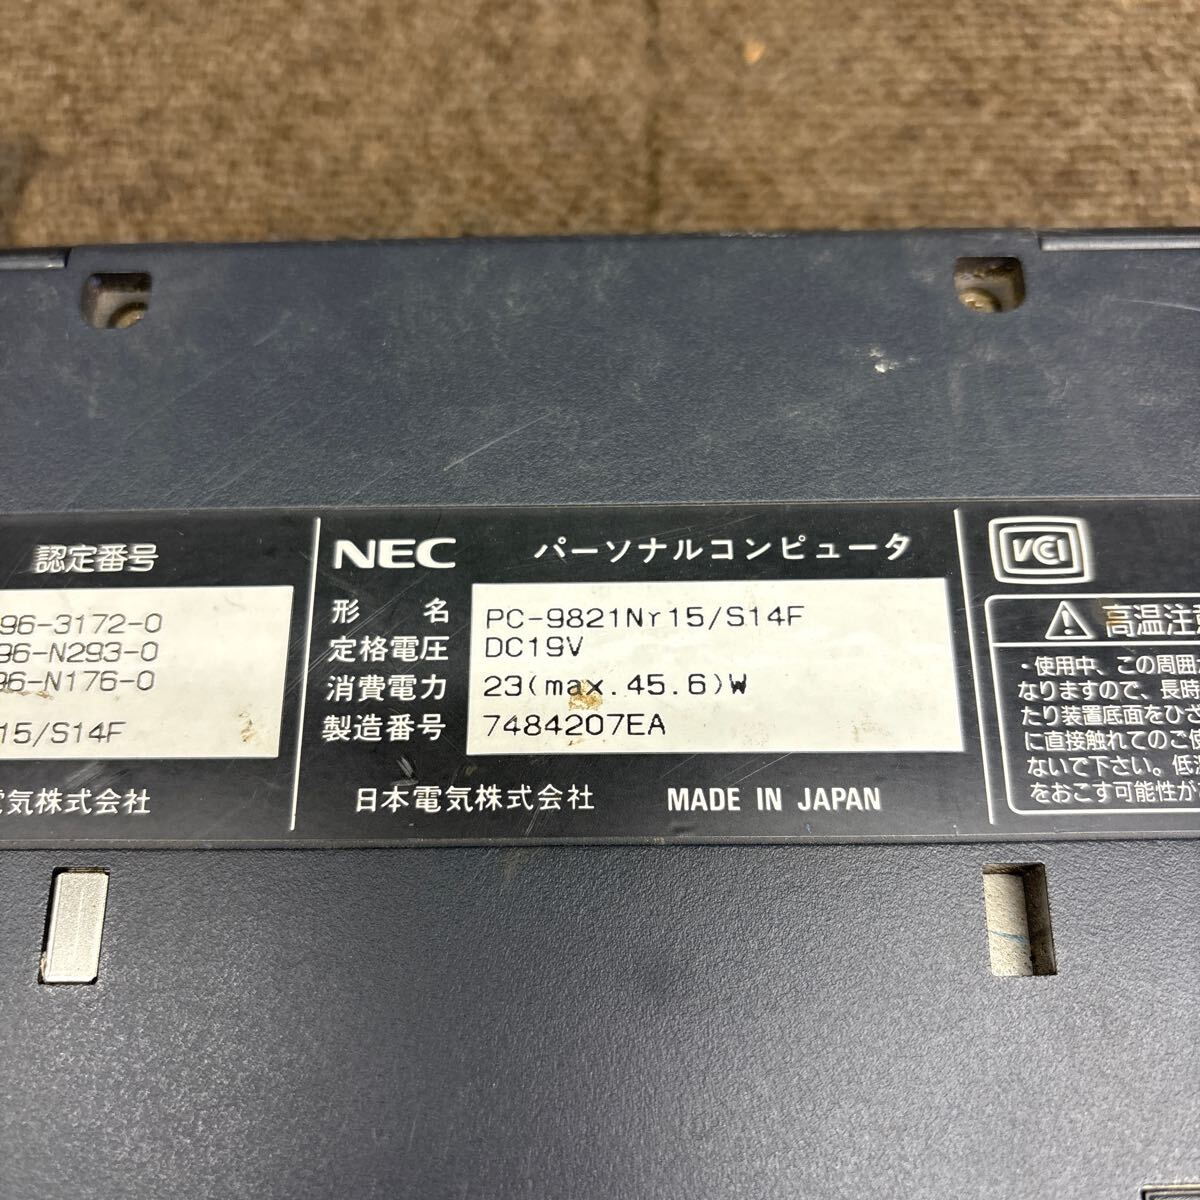 認定番号
96-3172-0
96-N293-0
96-N176-0
15/S14F
電気株式会社
NEC パーソナルコンピュータ
形名 PC-9821Nr15/S14F
定格電圧 DC19V
消費電力 23(max.45.6)W
製造番号 7484207EA
日本電気株式会社 MADE IN JAPAN
VCI
高温注意
・使用中、この周囲が
なりますので、長時
たり装置底面をひざ
に直接触れてのご使
ないで下さい。低温
をおこす可能性が